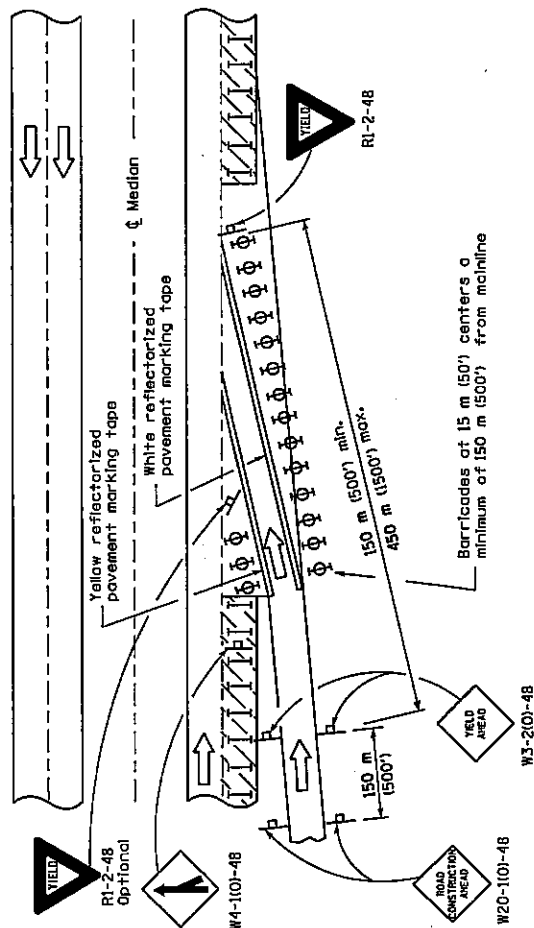 ℄ Median
Yellow reflectorized
pavement marking tape
White reflectorized
pavement marking tape
YIELD
R1-2-48
YIELD
R1-2-48
Optional
W4-1(O)-48
150 m (500') min.
450 m (1500') max.
Barricades at 15 m (50') centers a
minimum of 150 m (500') from mainline
150 m
(500')
YIELD
AHEAD
W3-2(O)-48
ROAD
CONSTRUCTION
AHEAD
W20-1(O)-48